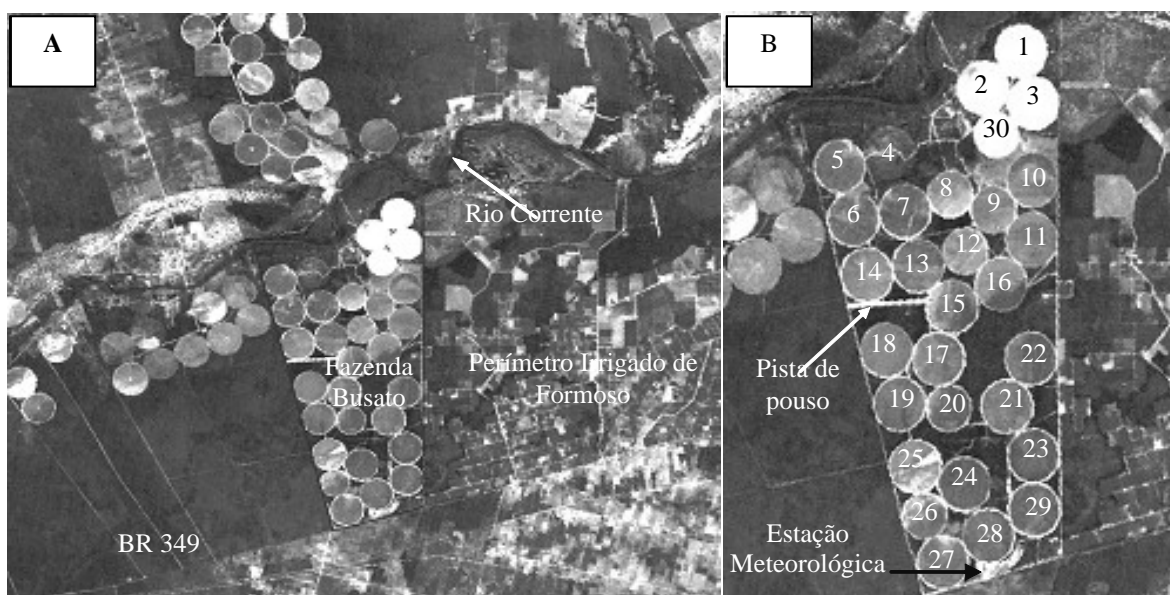 A
Rio Corrente
Fazenda
Busato
Perímetro Irrigado de
Formoso
BR 349
B
1
2
3
30
4
5
10
8
6
7
9
11
12
13
14
16
15
18
17
22
Pista de
pouso
19
20
21
23
25
24
29
26
28
Estação
Meteorológica
27